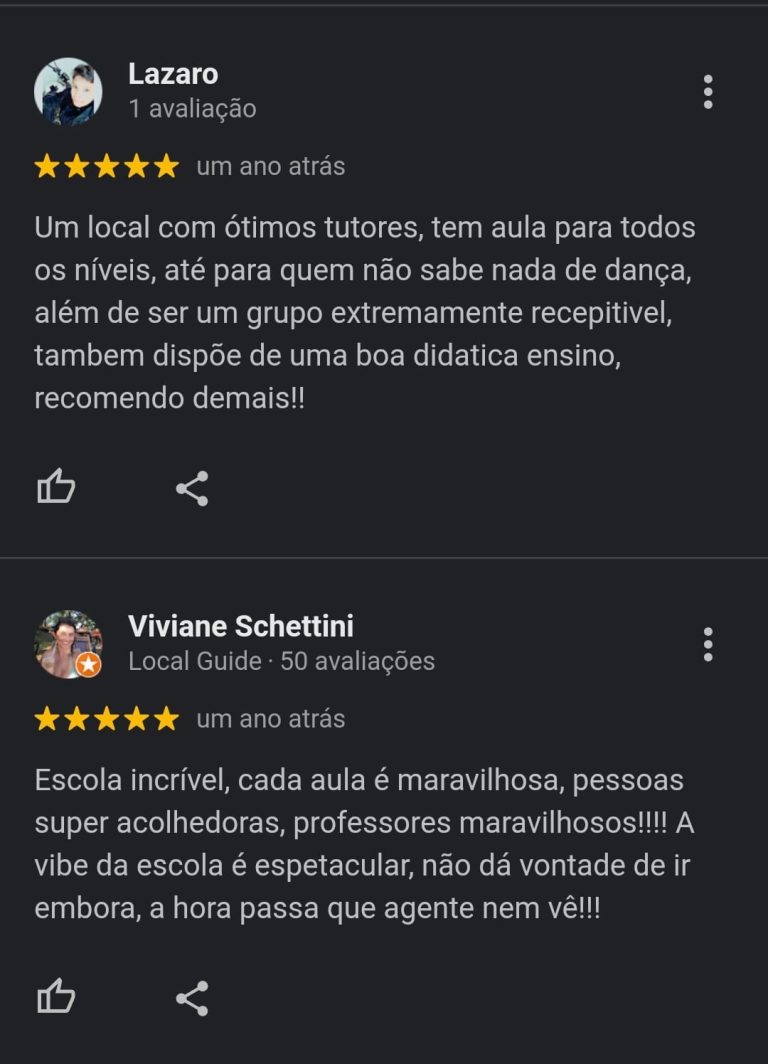 Lazaro
1 avaliação
um ano atrás
Um local com ótimos tutores, tem aula para todos
os níveis, até para quem não sabe nada de dança,
além de ser um grupo extremamente recepitivel,
tambem dispõe de uma boa didatica ensino,
recomendo demais!!
Viviane Schettini
Local Guide · 50 avaliações
um ano atrás
Escola incrível, cada aula é maravilhosa, pessoas
super acolhedoras, professores maravilhosos!!!! A
vibe da escola é espetacular, não dá vontade de ir
embora, a hora passa que agente nem vê!!!